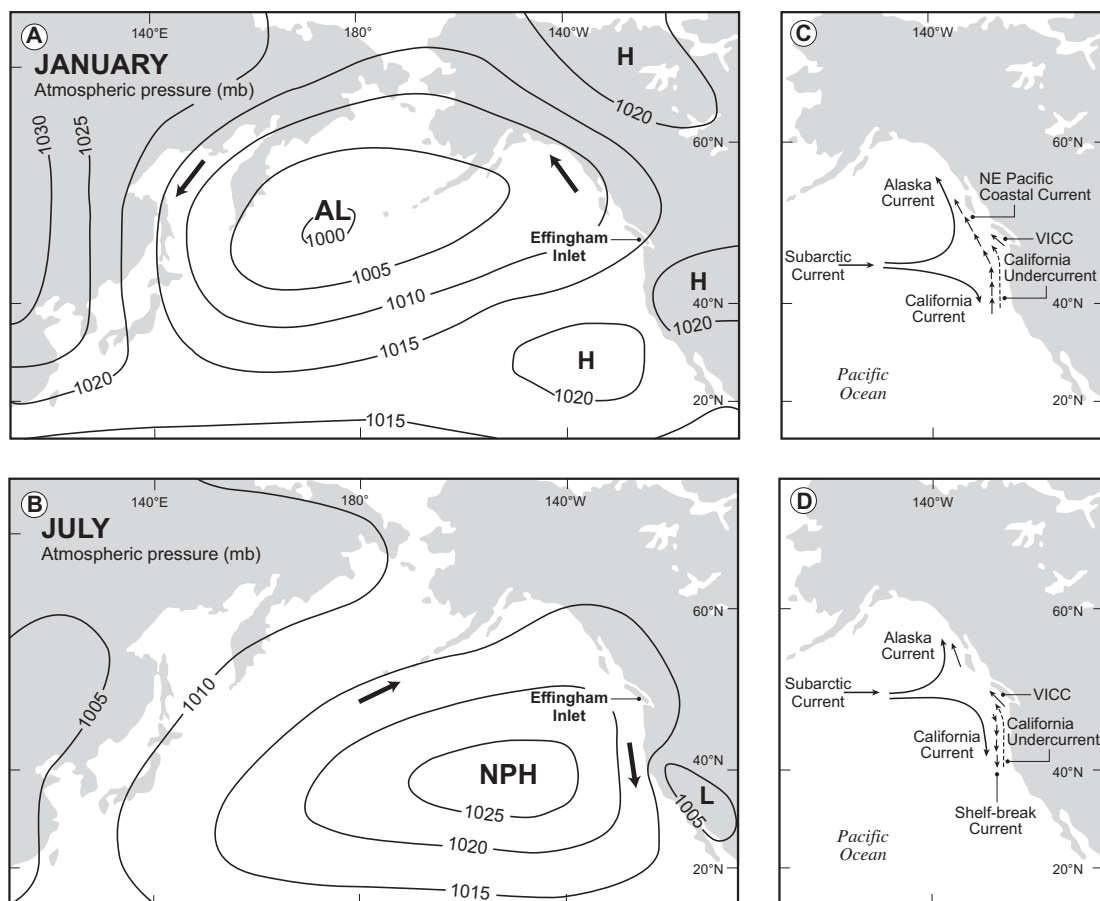 A
JANUARY
Atmospheric pressure (mb)
140°E
180°
140°W
60°N
40°N
20°N
1030
1025
1020
1015
1015
1010
1005
1000
AL
H
1020
H
1020
H
1020
Effingham
Inlet
C
140°W
60°N
40°N
20°N
Alaska
Current
NE Pacific
Coastal Current
VICC
Subarctic
Current
California
Undercurrent
California
Current
Pacific
Ocean
B
JULY
Atmospheric pressure (mb)
140°E
180°
140°W
60°N
40°N
20°N
1005
1010
1015
1020
1025
NPH
L
1005
Effingham
Inlet
D
140°W
60°N
40°N
20°N
Alaska
Current
Subarctic
Current
VICC
California
Undercurrent
California
Current
Shelf-break
Current
Pacific
Ocean